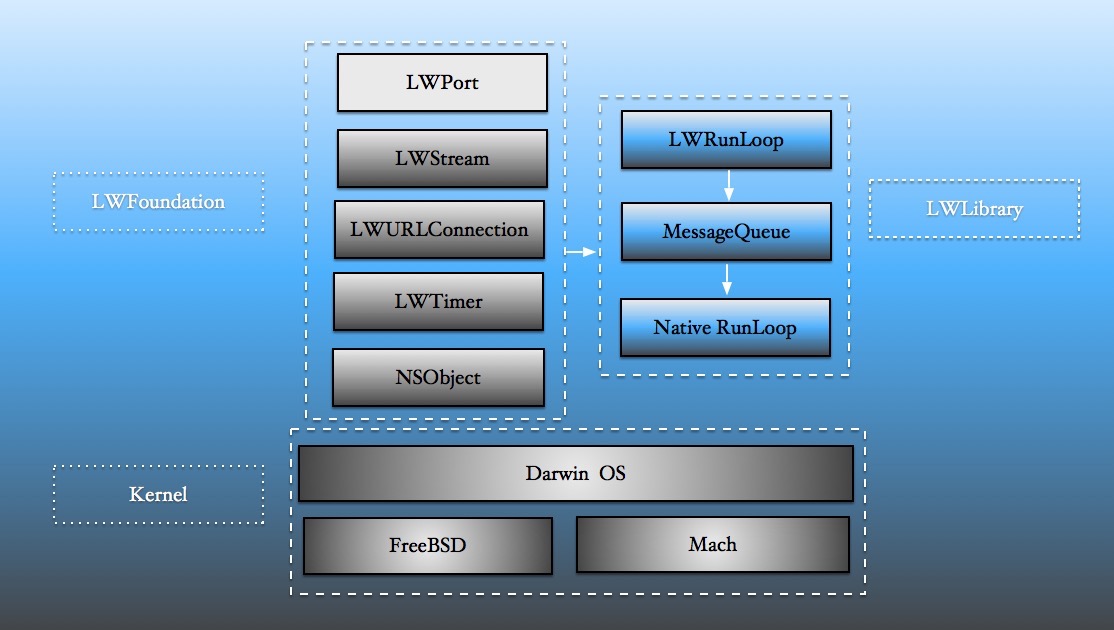 LWPort
LWStream
LWURLConnection
LWTimer
NSObject
LWFoundation
LWRunLoop
MessageQueue
Native RunLoop
LWLibrary
Kernel
Darwin OS
FreeBSD
Mach